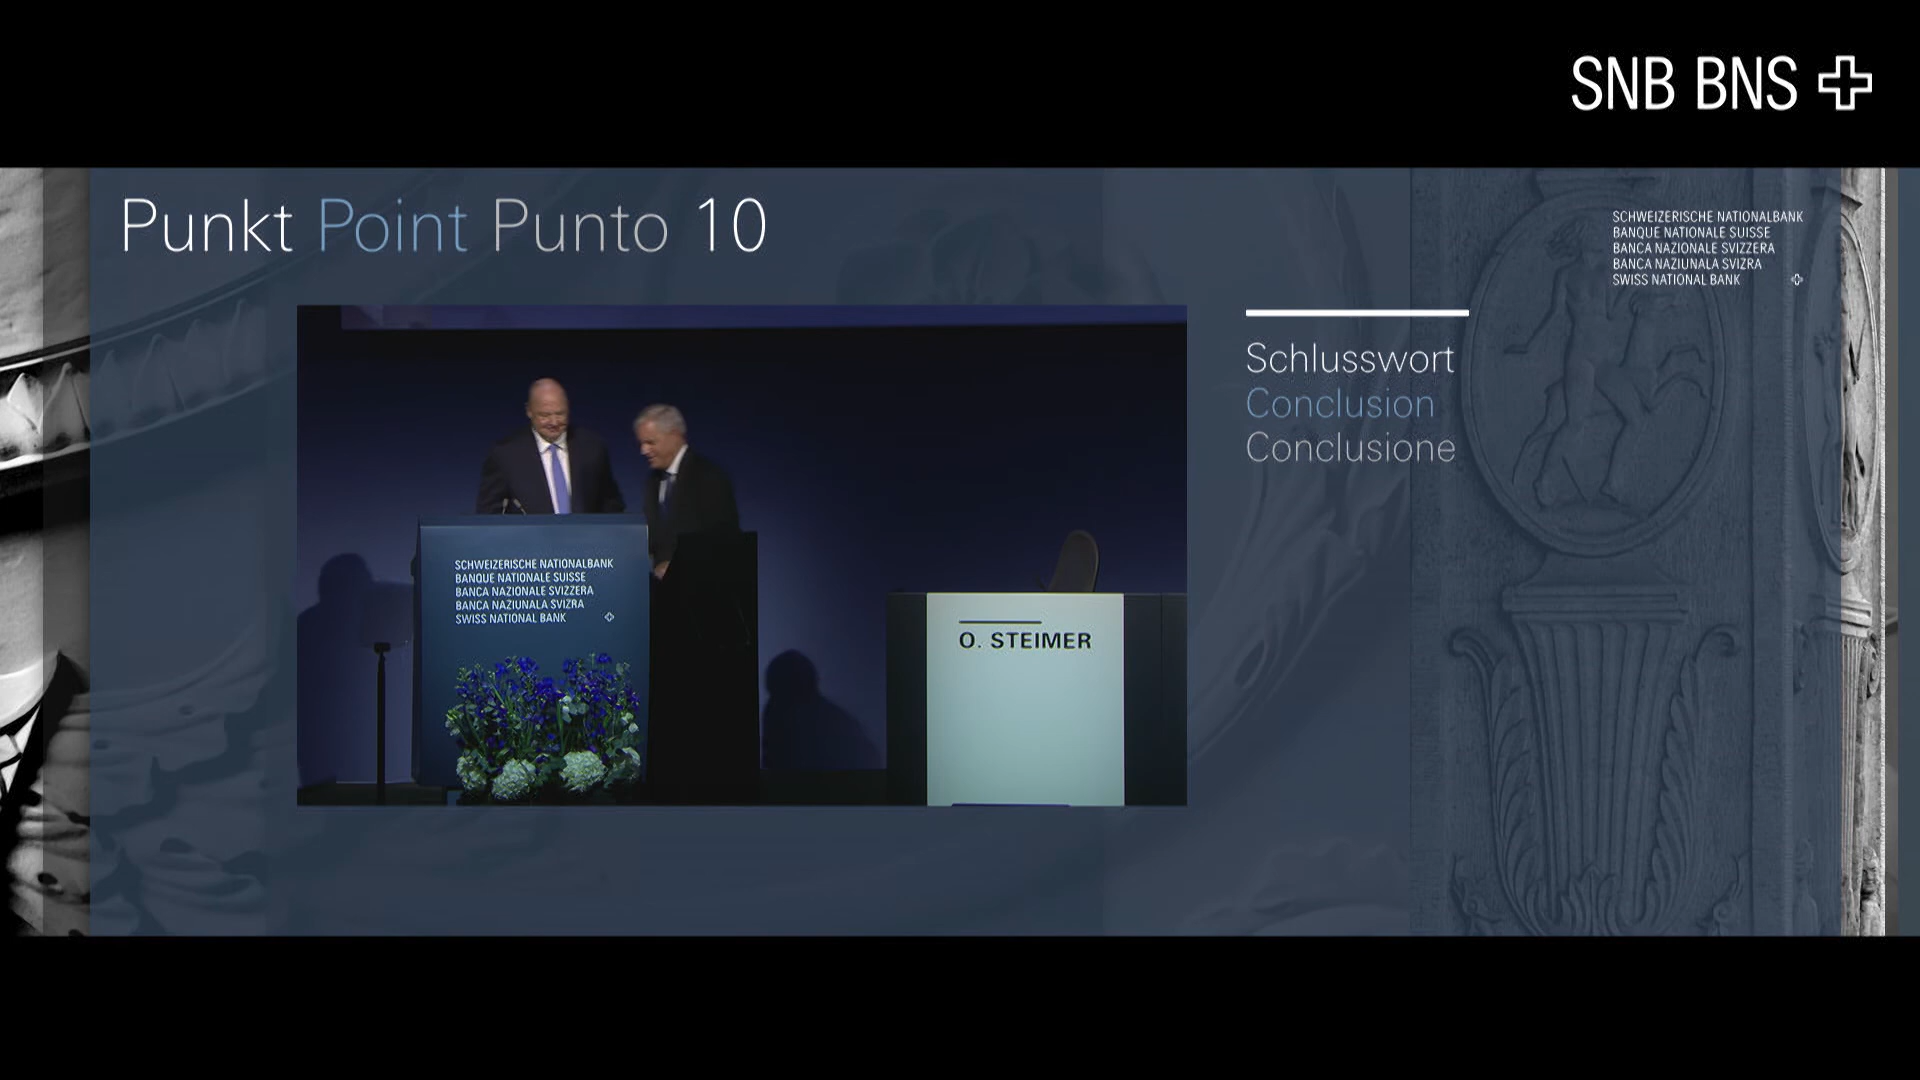 SNB BNS
Punkt Point Punto 10
SCHWEIZERISCHE NATIONALBANK
BANQUE NATIONALE SUISSE
BANCA NAZIONALE SVIZZERA
BANCA NAZIUNALA SVIZRA
SWISS NATIONAL BANK
Schlusswort
Conclusion
Conclusione
SCHWEIZERISCHE NATIONALBANK
BANQUE NATIONALE SUISSE
BANCA NAZIONALE SVIZZERA
BANCA NAZIUNALA SVIZRA
SWISS NATIONAL BANK
O. STEIMER